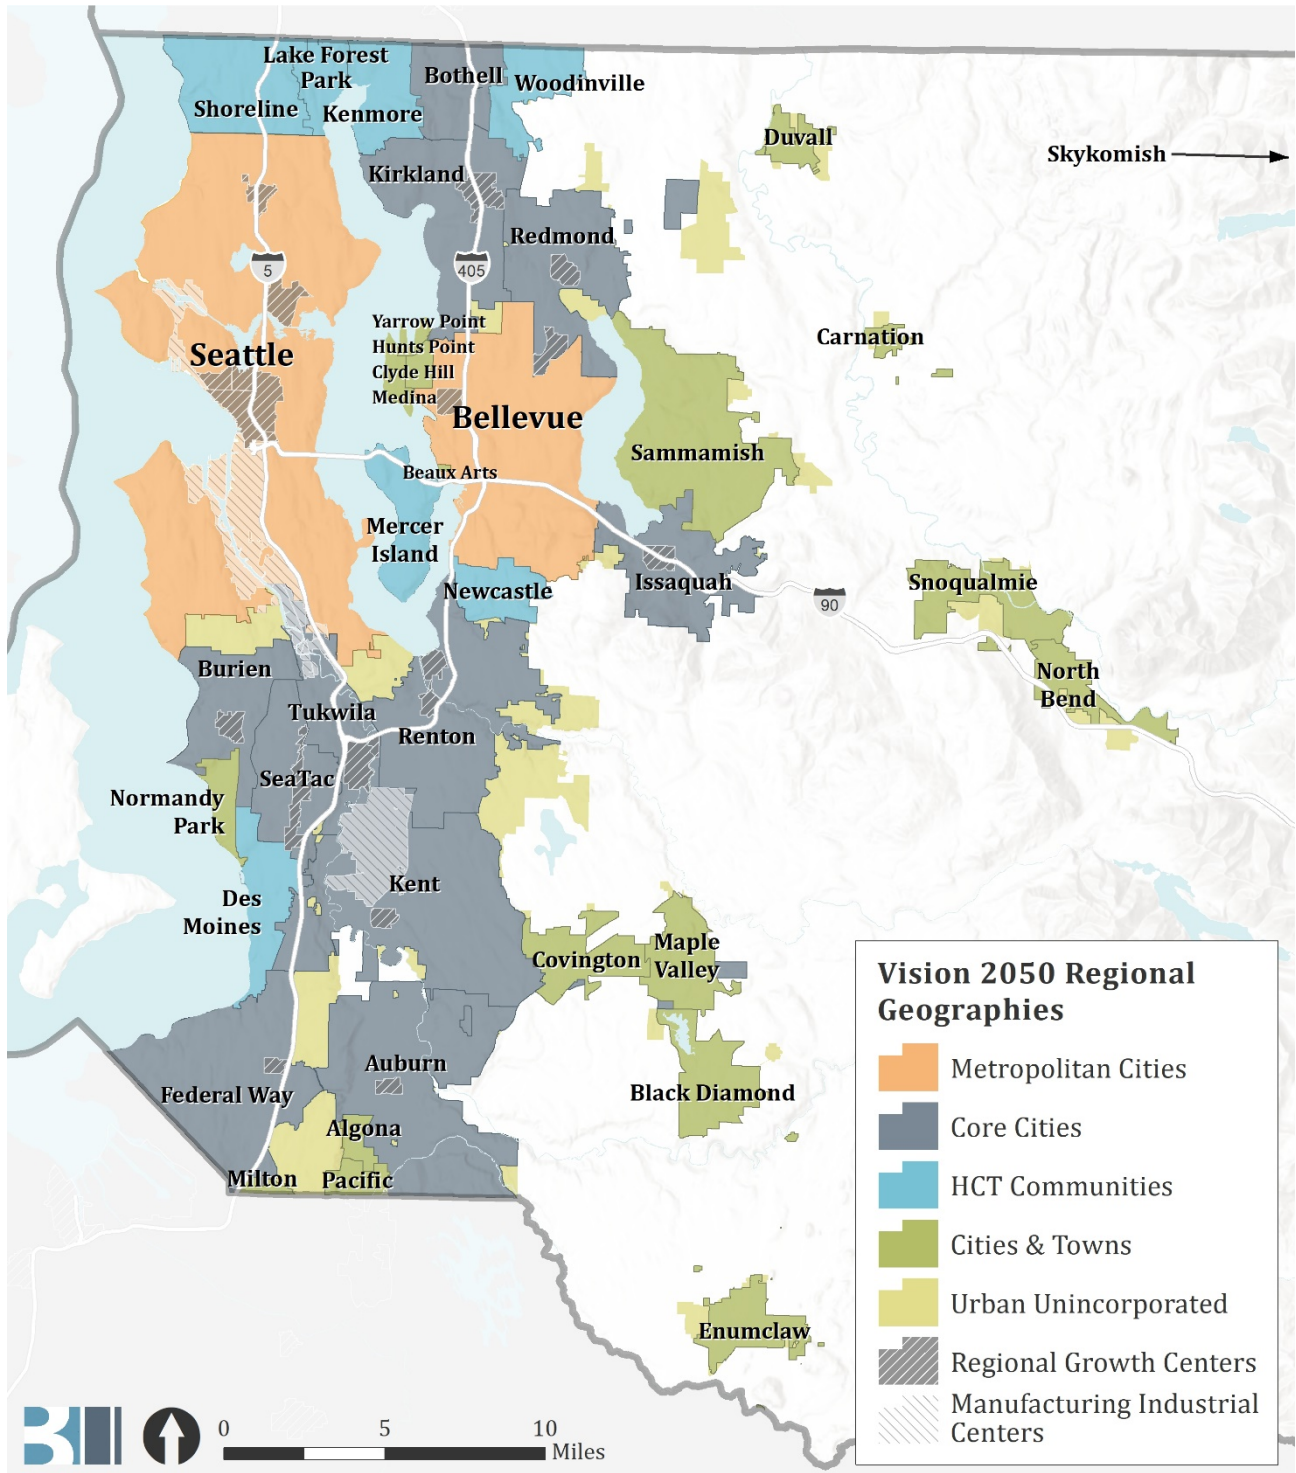 Lake Forest
Park
Bothell
Woodinville
Shoreline
Kenmore
Duvall
Skykomish
Kirkland
Redmond
5
405
Yarrow Point
Hunts Point
Clyde Hill
Medina
Carnation
Seattle
Bellevue
Sammamish
Beaux Arts
Mercer
Island
Newcastle
Issaquah
90
Snoqualmie
North
Bend
Burien
Tukwila
Renton
SeaTac
Normandy
Park
Kent
Des
Moines
Covington
Maple
Valley
Auburn
Federal Way
Black Diamond
Algona
Milton
Pacific
Enumclaw
Vision 2050 Regional
Geographies
Metropolitan Cities
Core Cities
HCT Communities
Cities & Towns
Urban Unincorporated
Regional Growth Centers
Manufacturing Industrial
Centers
0 5 10
Miles